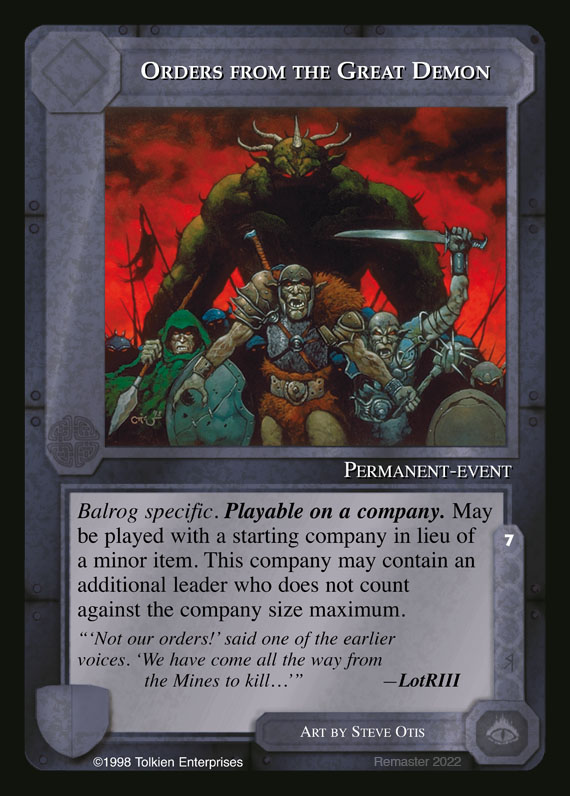 Orders from the Great Demon
Permanent-event
Balrog specific. Playable on a company. May
be played with a starting company in lieu of
a minor item. This company may contain an
additional leader who does not count
against the company size maximum.
7
“‘Not our orders!’ said one of the earlier
voices. ‘We have come all the way from
the Mines to kill…’” —LotRIII
Art by Steve Otis
©1998 Tolkien Enterprises
Remaster 2022